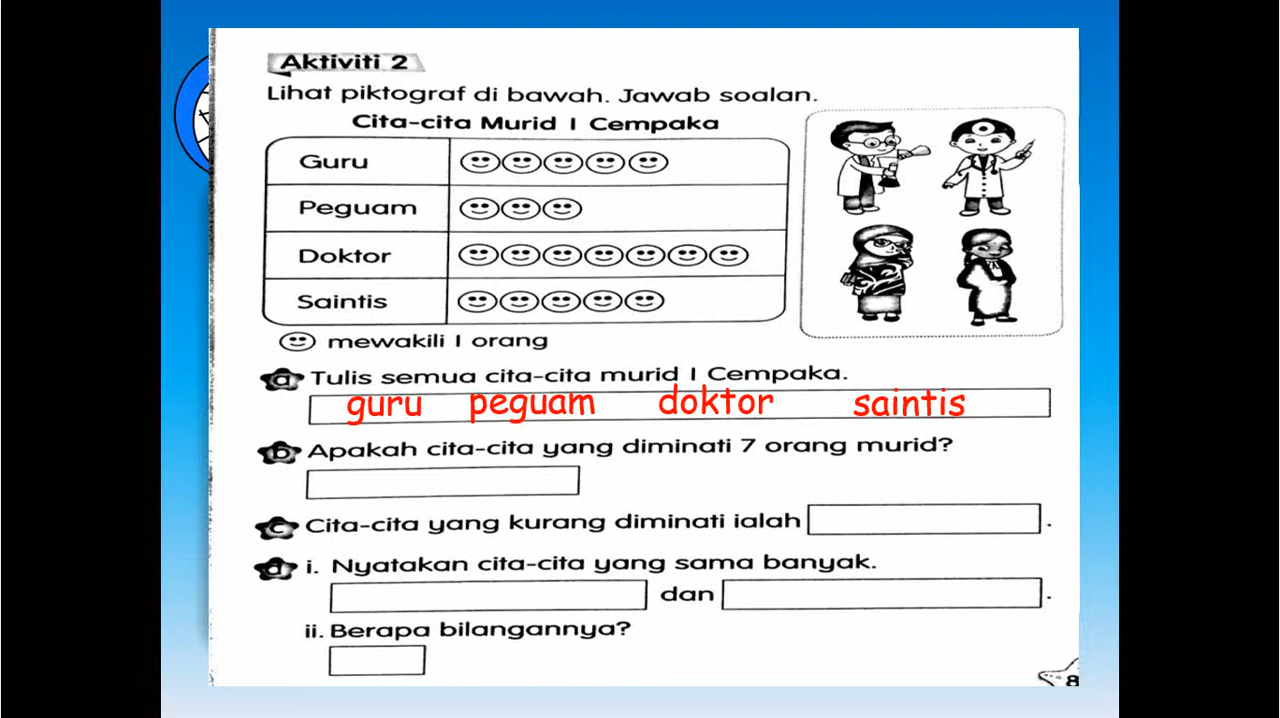 Aktiviti 2
Lihat piktograf di bawah. Jawab soalan.
Cita-cita Murid 1 Cempaka
Guru
Peguam
Doktor
Saintis
mewakili 1 orang
a Tulis semua cita-cita murid 1 Cempaka.
guru peguam doktor saintis
b Apakah cita-cita yang diminati 7 orang murid?
c Cita-cita yang kurang diminati ialah .
d i. Nyatakan cita-cita yang sama banyak.
dan .
ii. Berapa bilangannya?
8